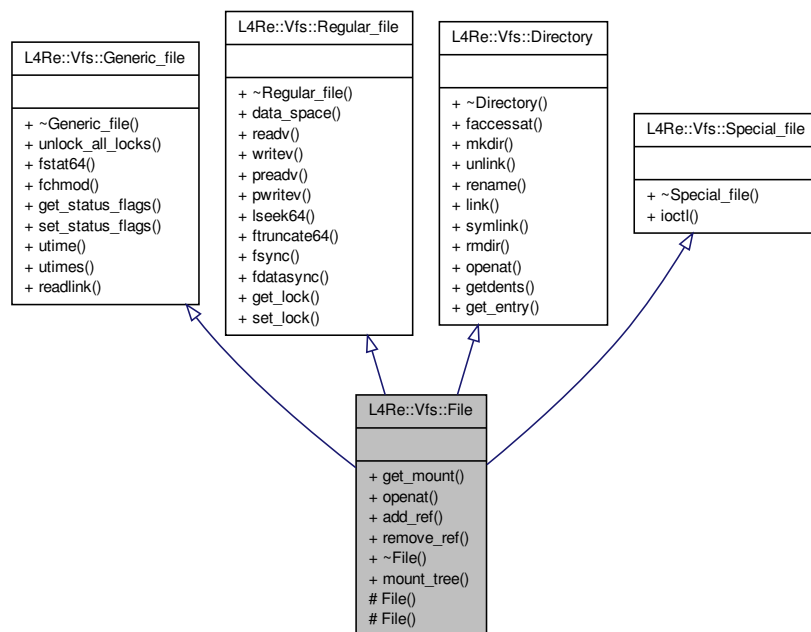 L4Re::Vfs::Generic_file
+ ~Generic_file()
+ unlock_all_locks()
+ fstat64()
+ fchmod()
+ get_status_flags()
+ set_status_flags()
+ utime()
+ utimes()
+ readlink()
L4Re::Vfs::Regular_file
+ ~Regular_file()
+ data_space()
+ readv()
+ writev()
+ preadv()
+ pwritev()
+ lseek64()
+ ftruncate64()
+ fsync()
+ fdatasync()
+ get_lock()
+ set_lock()
L4Re::Vfs::Directory
+ ~Directory()
+ faccessat()
+ mkdir()
+ unlink()
+ rename()
+ link()
+ symlink()
+ rmdir()
+ openat()
+ getdents()
+ get_entry()
L4Re::Vfs::Special_file
+ ~Special_file()
+ ioctl()
L4Re::Vfs::File
+ get_mount()
+ openat()
+ add_ref()
+ remove_ref()
+ ~File()
+ mount_tree()
# File()
# File()